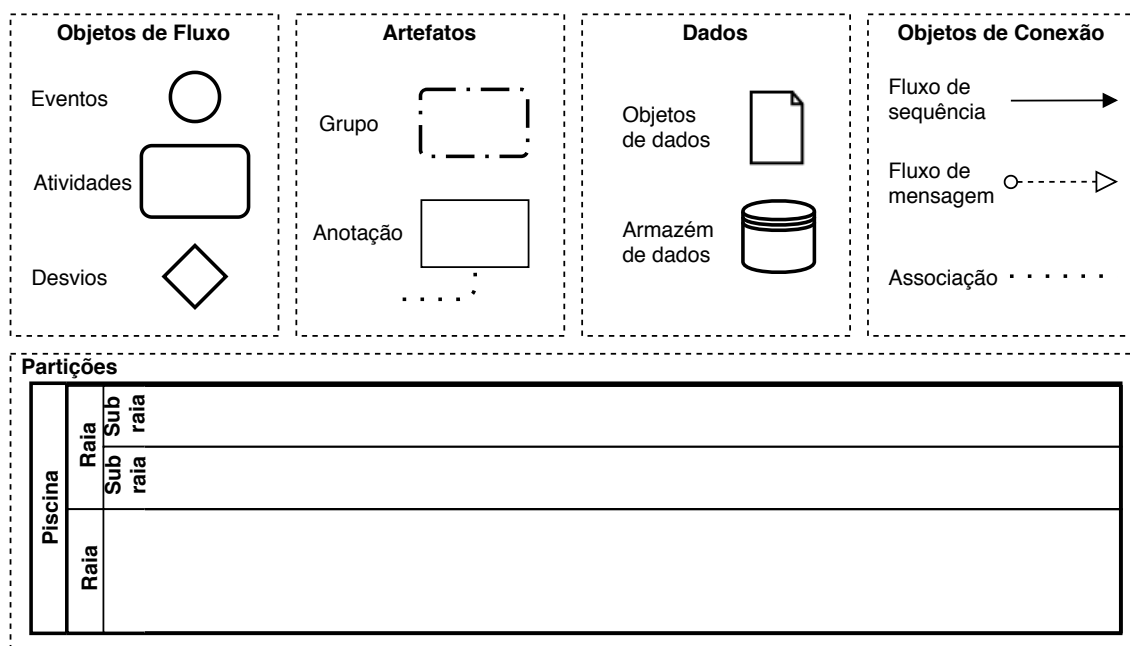 Objetos de Fluxo
Eventos
Atividades
Desvios
Artefatos
Grupo
Anotação
Dados
Objetos
de dados
Armazém
de dados
Objetos de Conexão
Fluxo de
sequência
Fluxo de
mensagem
Associação
Partições
Piscina
Raia
Sub
raia
Sub
raia
Raia